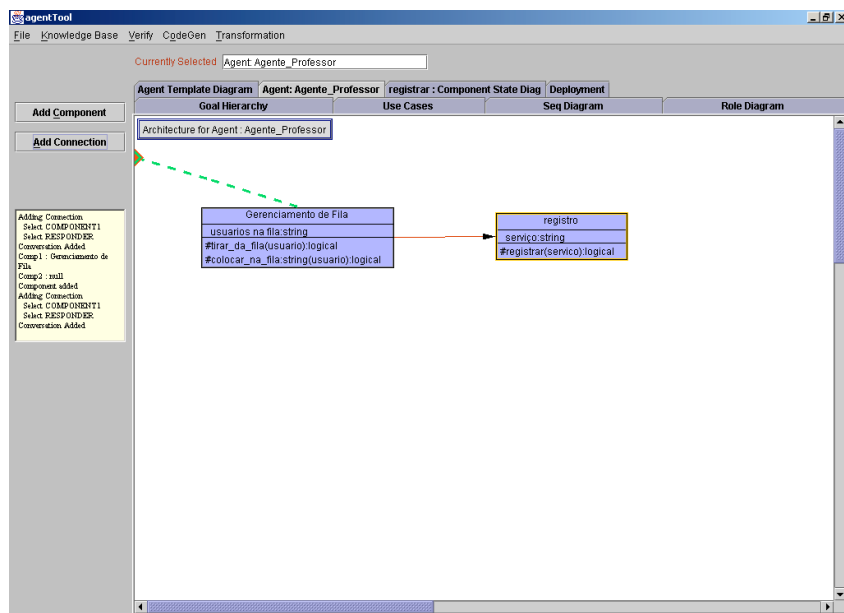 agentTool
File Knowledge Base Verify CodeGen Transformation
Currently Selected Agent: Agente_Professor
Agent Template Diagram Agent: Agente_Professor registrar : Component State Diag Deployment
Goal Hierarchy Use Cases Seq Diagram Role Diagram
Add Component
Add Connection
Architecture for Agent : Agente_Professor
Adding Connection
Select COMPONENT1
Select RESPONDER
Conversation Added
Comp1 : Gerenciamento de
Fila
Comp2 : null
Component added
Adding Connection
Select COMPONENT1
Select RESPONDER
Conversation Added
Gerenciamento de Fila
usuarios na fila:string
#tirar_da_fila(usuario):logical
#colocar_na_fila:string(usuario):logical
registro
serviço:string
#registrar(servico):logical